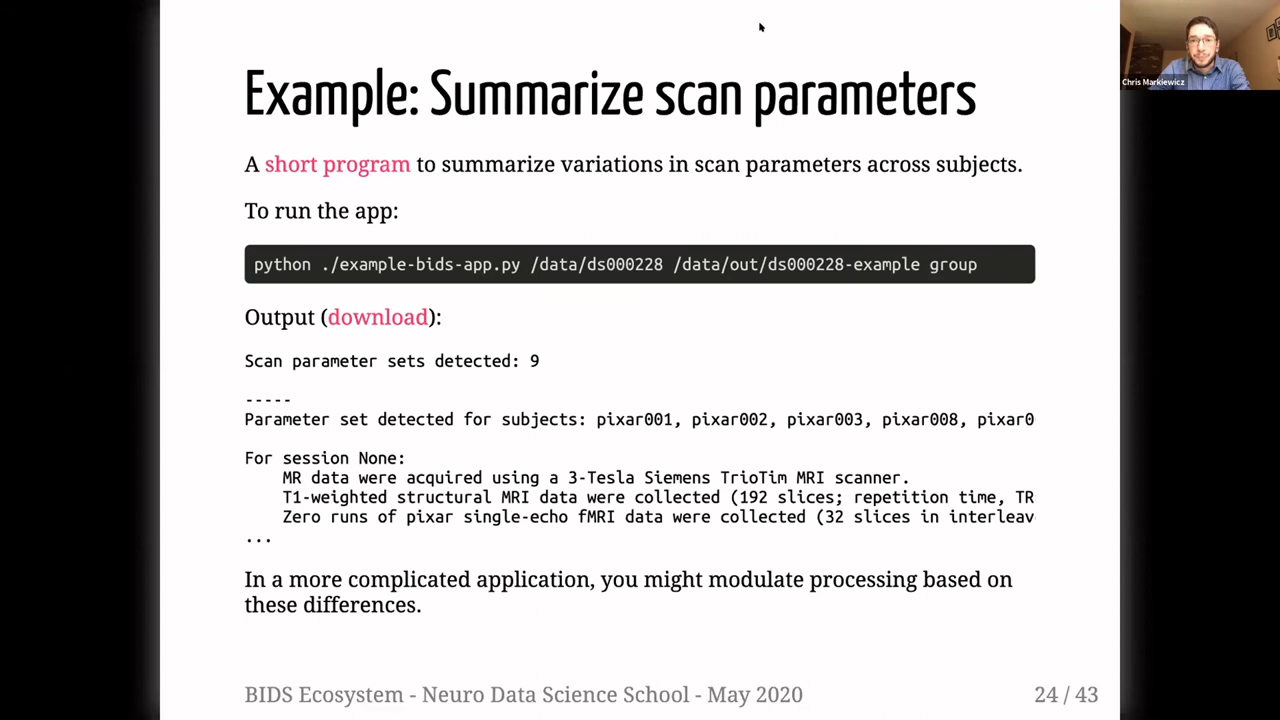 Example: Summarize scan parameters
A short program to summarize variations in scan parameters across subjects.
To run the app:
python ./example-bids-app.py /data/ds000228 /data/out/ds000228-example group
Output (download):
Scan parameter sets detected: 9
-----
Parameter set detected for subjects: pixar001, pixar002, pixar003, pixar008, pixar0
For session None:
MR data were acquired using a 3-Tesla Siemens TrioTim MRI scanner.
T1-weighted structural MRI data were collected (192 slices; repetition time, TR
Zero runs of pixar single-echo fMRI data were collected (32 slices in interleav
...
In a more complicated application, you might modulate processing based on
these differences.
BIDS Ecosystem - Neuro Data Science School - May 2020
24 / 43
Chris Markiewicz